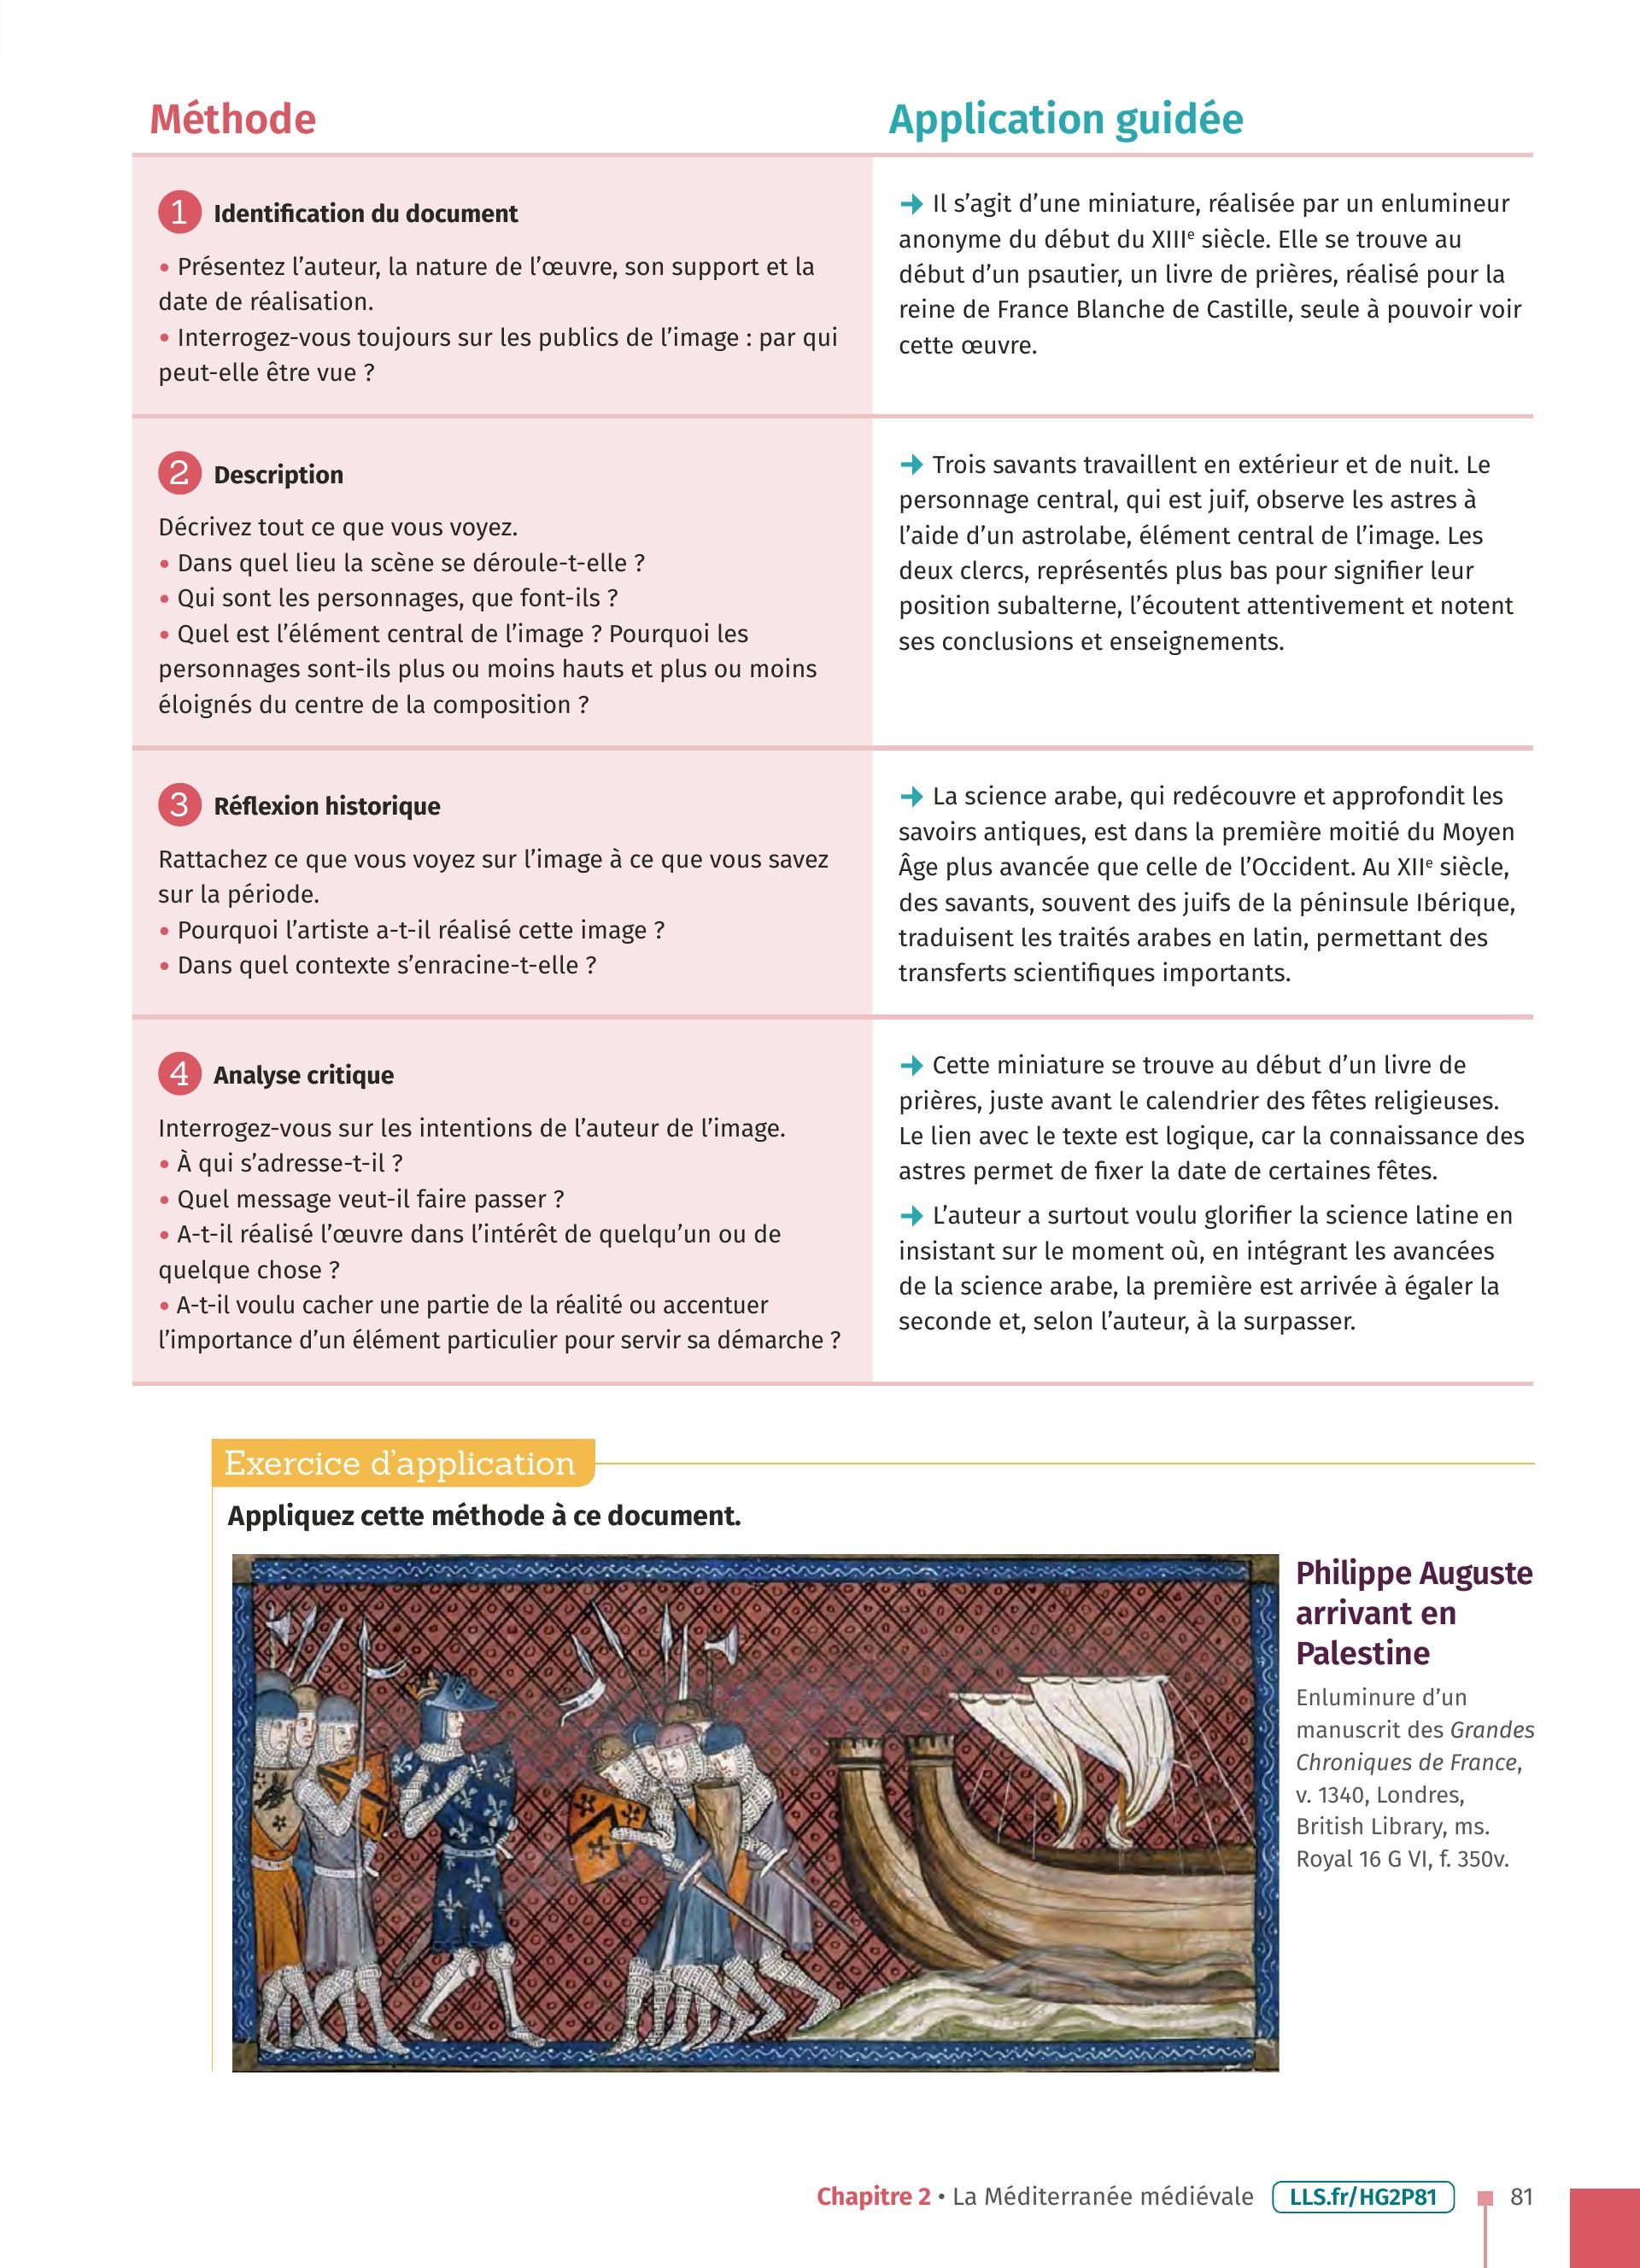 Méthode
Application guidée
1 Identification du document
• Présentez l’auteur, la nature de l’œuvre, son support et la
date de réalisation.
• Interrogez-vous toujours sur les publics de l’image : par qui
peut-elle être vue ?
➔ Il s’agit d’une miniature, réalisée par un enlumineur
anonyme du début du XIIIe siècle. Elle se trouve au
début d’un psautier, un livre de prières, réalisé pour la
reine de France Blanche de Castille, seule à pouvoir voir
cette œuvre.
2 Description
Décrivez tout ce que vous voyez.
• Dans quel lieu la scène se déroule-t-elle ?
• Qui sont les personnages, que font-ils ?
• Quel est l’élément central de l’image ? Pourquoi les
personnages sont-ils plus ou moins hauts et plus ou moins
éloignés du centre de la composition ?
➔ Trois savants travaillent en extérieur et de nuit. Le
personnage central, qui est juif, observe les astres à
l’aide d’un astrolabe, élément central de l’image. Les
deux clercs, représentés plus bas pour signifier leur
position subalterne, l’écoutent attentivement et notent
ses conclusions et enseignements.
3 Réflexion historique
Rattachez ce que vous voyez sur l’image à ce que vous savez
sur la période.
• Pourquoi l’artiste a-t-il réalisé cette image ?
• Dans quel contexte s’enracine-t-elle ?
➔ La science arabe, qui redécouvre et approfondit les
savoirs antiques, est dans la première moitié du Moyen
Âge plus avancée que celle de l’Occident. Au XIIe siècle,
des savants, souvent des juifs de la péninsule Ibérique,
traduisent les traités arabes en latin, permettant des
transferts scientifiques importants.
4 Analyse critique
Interrogez-vous sur les intentions de l’auteur de l’image.
• À qui s’adresse-t-il ?
• Quel message veut-il faire passer ?
• A-t-il réalisé l’œuvre dans l’intérêt de quelqu’un ou de
quelque chose ?
• A-t-il voulu cacher une partie de la réalité ou accentuer
l’importance d’un élément particulier pour servir sa démarche ?
➔ Cette miniature se trouve au début d’un livre de
prières, juste avant le calendrier des fêtes religieuses.
Le lien avec le texte est logique, car la connaissance des
astres permet de fixer la date de certaines fêtes.
➔ L’auteur a surtout voulu glorifier la science latine en
insistant sur le moment où, en intégrant les avancées
de la science arabe, la première est arrivée à égaler la
seconde et, selon l’auteur, à la surpasser.
Exercice d’application
Appliquez cette méthode à ce document.
Philippe Auguste
arrivant en
Palestine
Enluminure d’un
manuscrit des Grandes
Chroniques de France,
v. 1340, Londres,
British Library, ms.
Royal 16 G VI, f. 350v.
Chapitre 2 • La Méditerranée médiévale LLS.fr/HG2P81 81